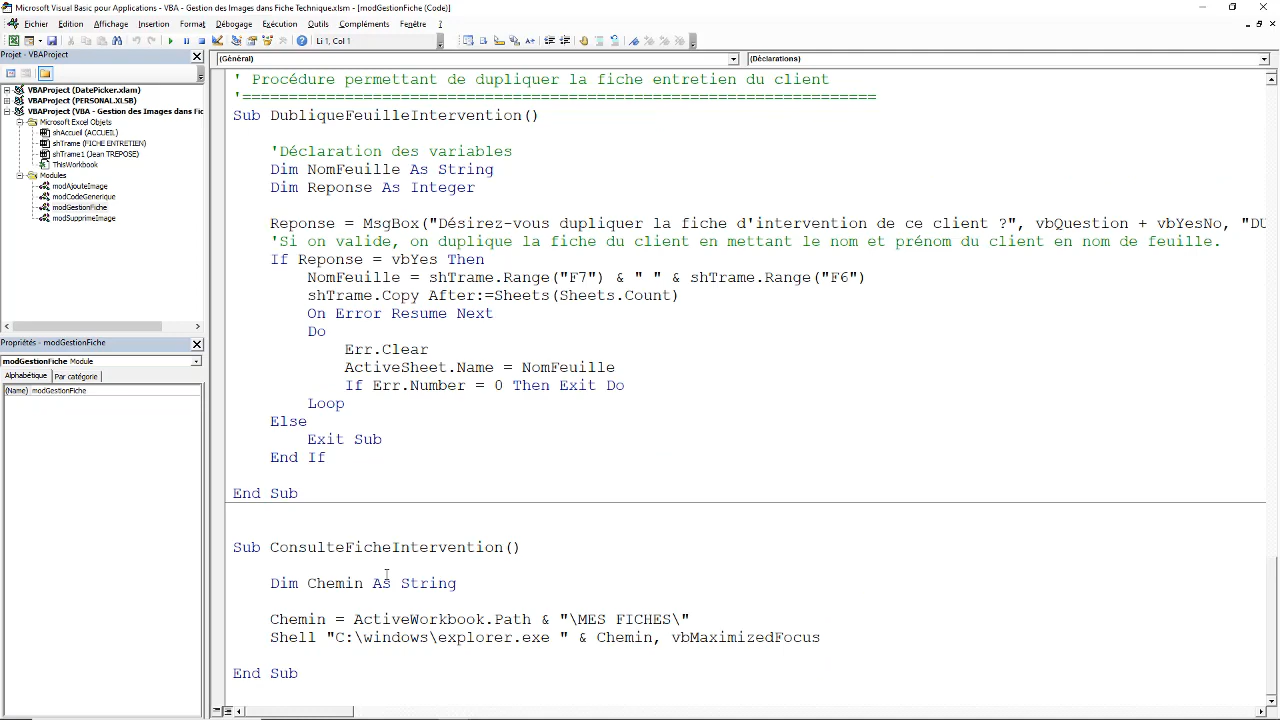 Microsoft Visual Basic pour Applications - VBA - Gestion des Images dans Fiche Technique.xlsm - [modGestionFiche (Code)]
Fichier Edition Affichage Insertion Format Débogage Exécution Outils Compléments Fenêtre ?
Li 1, Col 1
Projet - VBAProject
VBAProject (DatePicker.xlam)
VBAProject (PERSONAL.XLSB)
VBAProject (VBA - Gestion des Images dans Fic
Microsoft Excel Objets
shAccueil (ACCUEIL)
shTrame (FICHE ENTRETIEN)
shTrame1 (Jean TREPOSE)
ThisWorkbook
Modules
modAjouteImage
modCodeGenerique
modGestionFiche
modSupprimeImage
Propriétés - modGestionFiche
modGestionFiche Module
Alphabétique Par catégorie
(Name) modGestionFiche
(Général) (Déclarations)
' Procédure permettant de dupliquer la fiche entretien du client
'====================================================================
Sub DubliqueFeuilleIntervention()
'Déclaration des variables
Dim NomFeuille As String
Dim Reponse As Integer
Reponse = MsgBox("Désirez-vous dupliquer la fiche d'intervention de ce client ?", vbQuestion + vbYesNo, "DU
'Si on valide, on duplique la fiche du client en mettant le nom et prénom du client en nom de feuille.
If Reponse = vbYes Then
NomFeuille = shTrame.Range("F7") & " " & shTrame.Range("F6")
shTrame.Copy After:=Sheets(Sheets.Count)
On Error Resume Next
Do
Err.Clear
ActiveSheet.Name = NomFeuille
If Err.Number = 0 Then Exit Do
Loop
Else
Exit Sub
End If
End Sub
Sub ConsulteFicheIntervention()
Dim Chemin As String
Chemin = ActiveWorkbook.Path & "\MES FICHES\"
Shell "C:\windows\explorer.exe " & Chemin, vbMaximizedFocus
End Sub